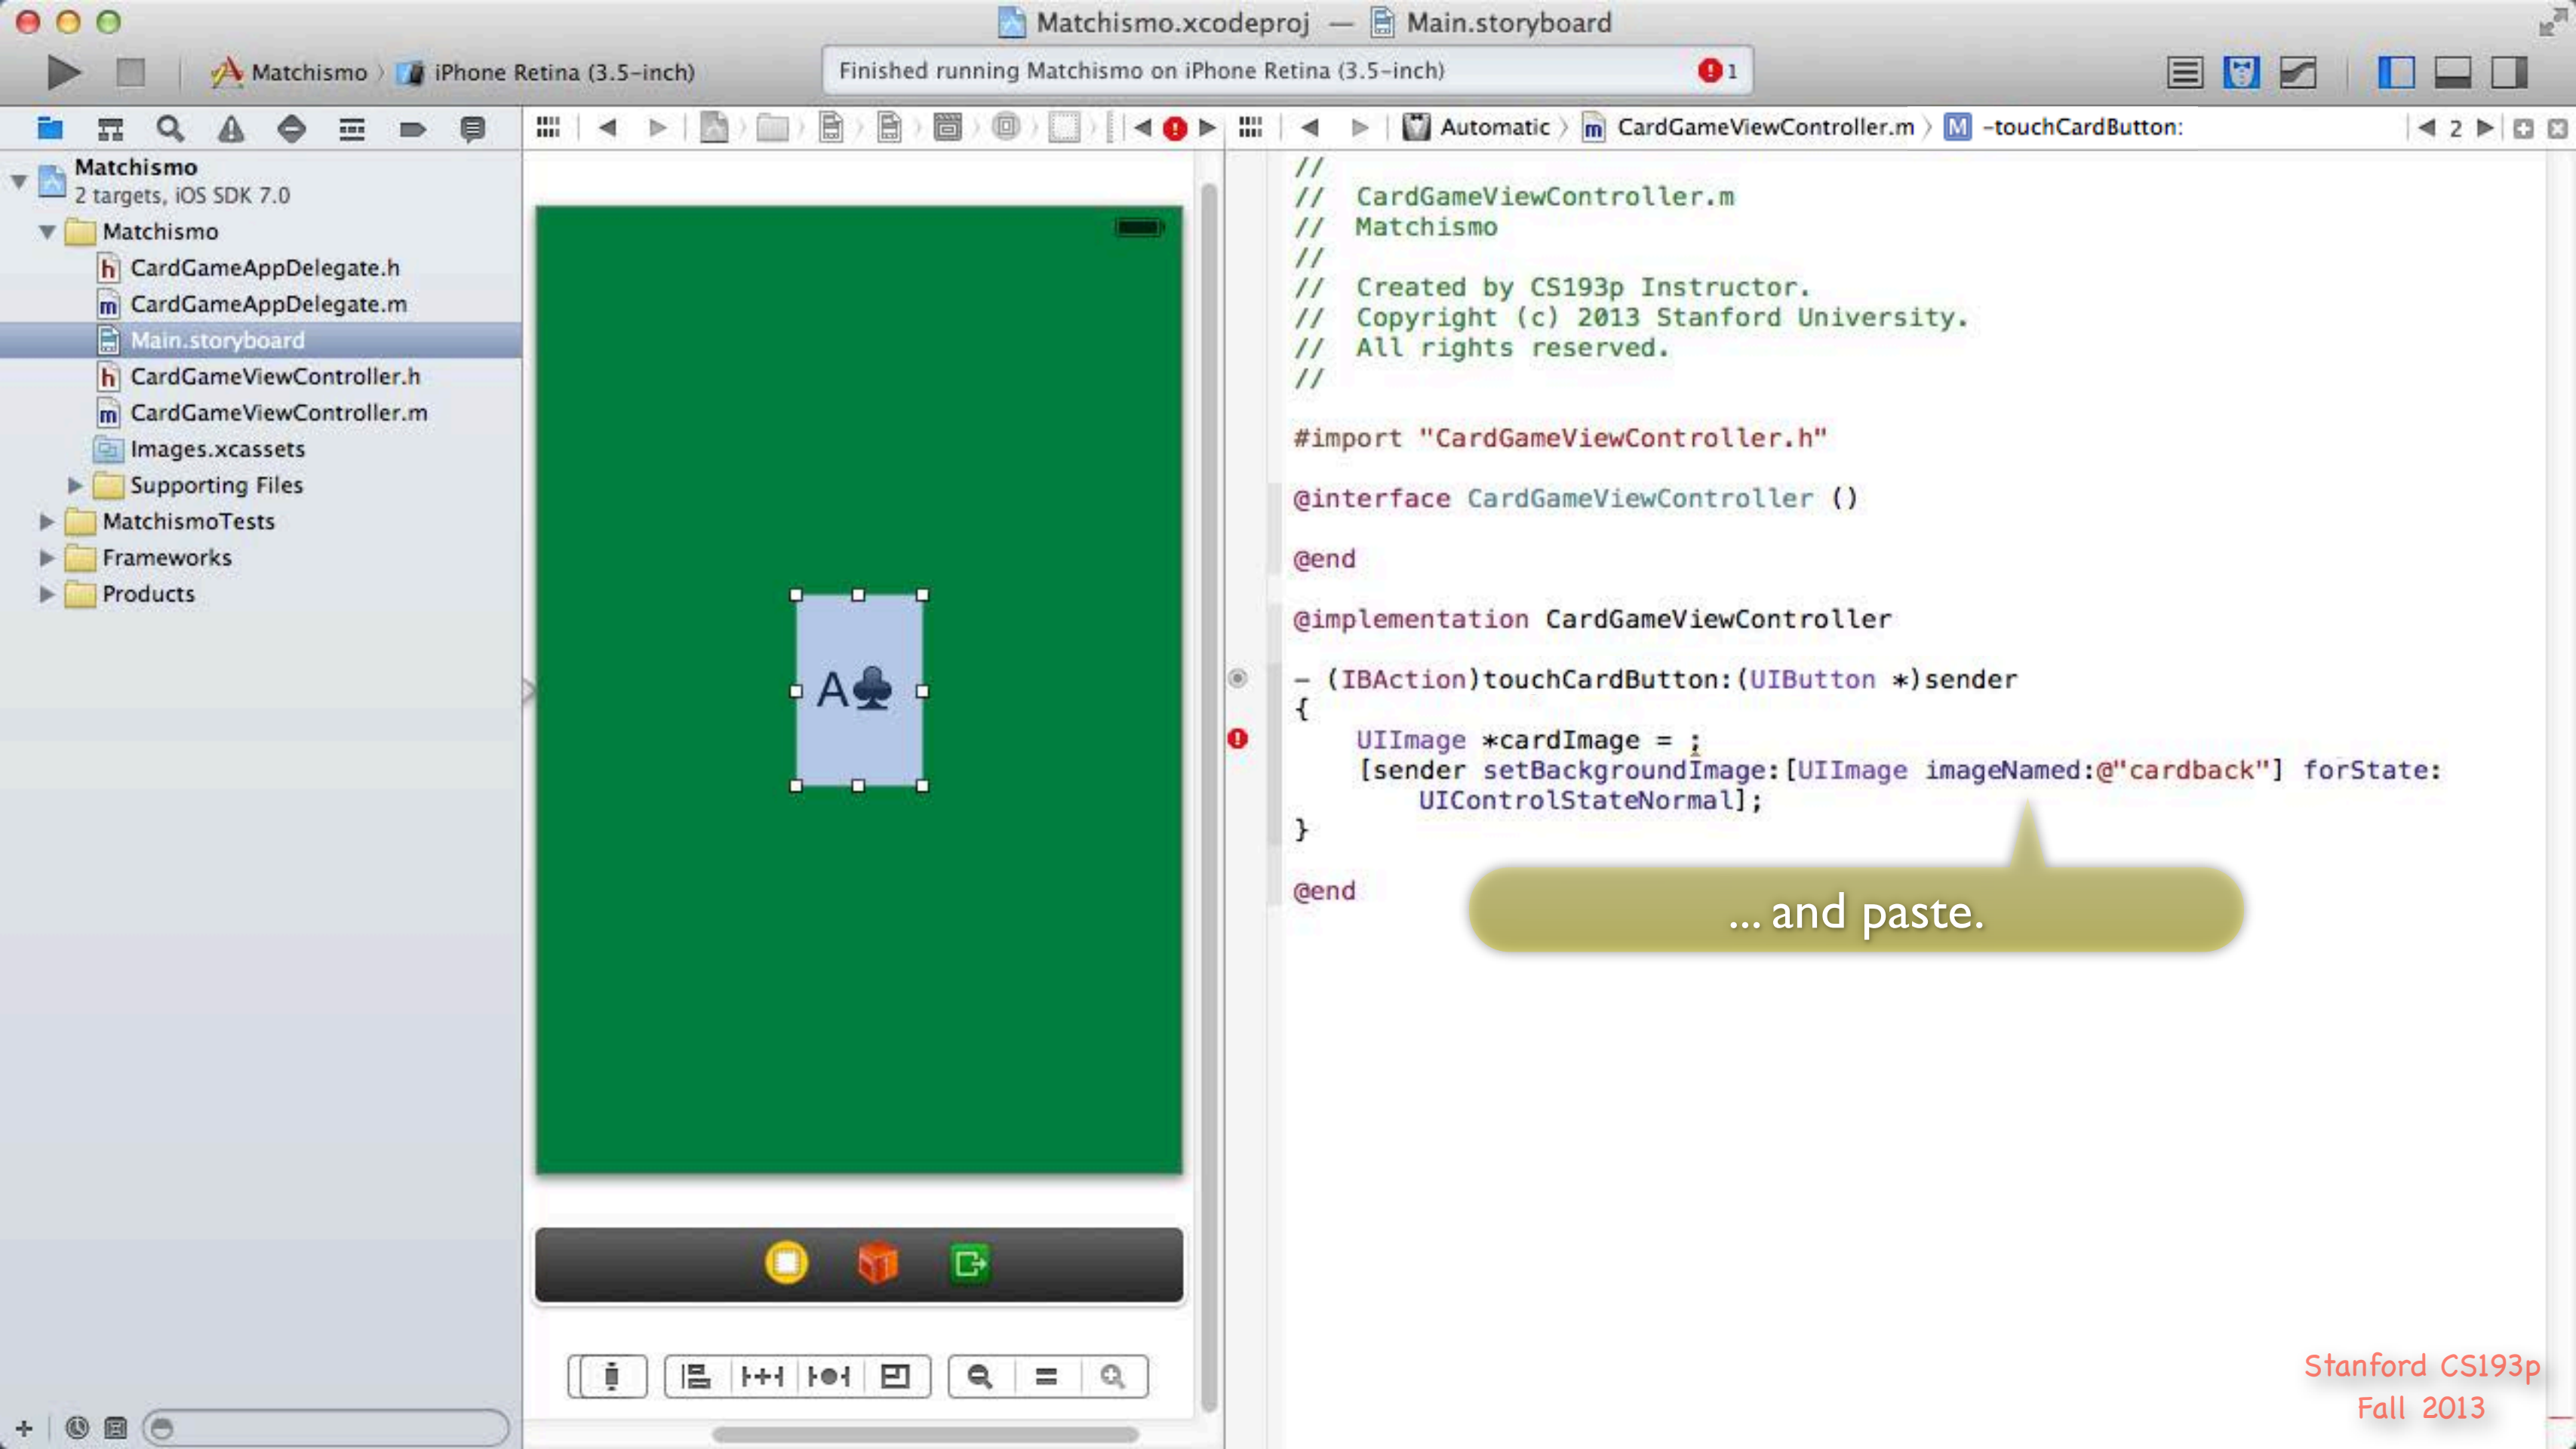 Matchismo.xcodeproj — Main.storyboard
Matchismo
iPhone Retina (3.5-inch)
Finished running Matchismo on iPhone Retina (3.5-inch)
1
Automatic
CardGameViewController.m
M
-touchCardButton:
2
Matchismo
2 targets, iOS SDK 7.0
Matchismo
h CardGameAppDelegate.h
m CardGameAppDelegate.m
Main.storyboard
h CardGameViewController.h
m CardGameViewController.m
Images.xcassets
Supporting Files
MatchismoTests
Frameworks
Products
A♣
//
//  CardGameViewController.m
//  Matchismo
//
//  Created by CS193p Instructor.
//  Copyright (c) 2013 Stanford University.
//  All rights reserved.
//
#import "CardGameViewController.h"
@interface CardGameViewController ()
@end
@implementation CardGameViewController
- (IBAction)touchCardButton:(UIButton *)sender
{
UIImage *cardImage = ;
[sender setBackgroundImage:[UIImage imageNamed:@"cardback"] forState:
UIControlStateNormal];
}
@end
... and paste.
Stanford CS193p
Fall 2013